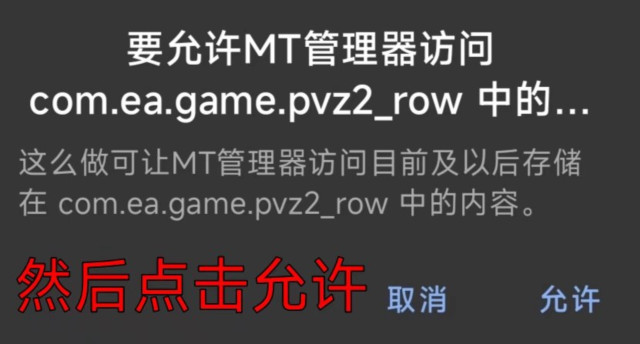 要允许MT管理器访问
com.ea.game.pvz2_row 中的...
这么做可让MT管理器访问目前及以后存储
在 com.ea.game.pvz2_row 中的内容。
然后点击允许 取消 允许